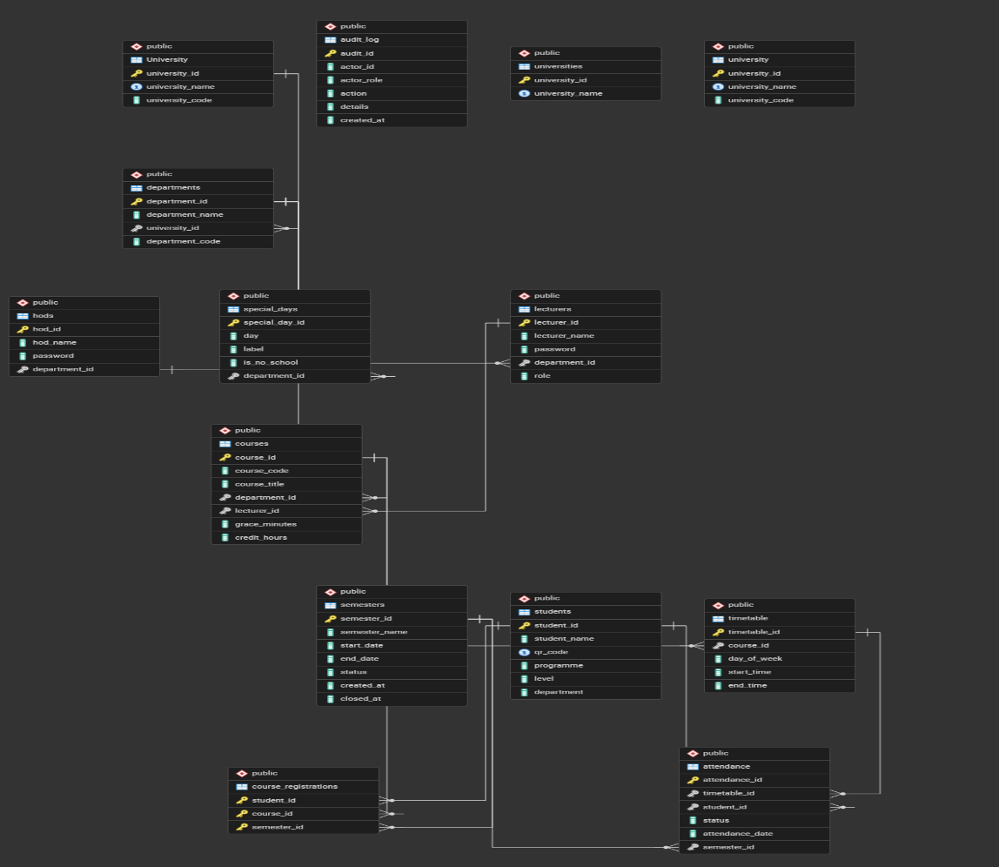 public
University
university_id
university_name
university_code
public
audit_log
audit_id
actor_id
actor_role
action
details
created_at
public
universities
university_id
university_name
public
university
university_id
university_name
university_code
public
departments
department_id
department_name
university_id
department_code
public
hods
hod_id
hod_name
password
department_id
public
special_days
special_day_id
day
label
is_no_school
department_id
public
lecturers
lecturer_id
lecturer_name
password
department_id
role
public
courses
course_id
course_code
course_title
department_id
lecturer_id
grace_minutes
credit_hours
public
semesters
semester_id
semester_name
start_date
end_date
status
created_at
closed_at
public
students
student_id
student_name
qr_code
programme
level
department
public
timetable
timetable_id
course_id
day_of_week
start_time
end_time
public
course_registrations
student_id
course_id
semester_id
public
attendance
attendance_id
timetable_id
student_id
status
attendance_date
semester_id